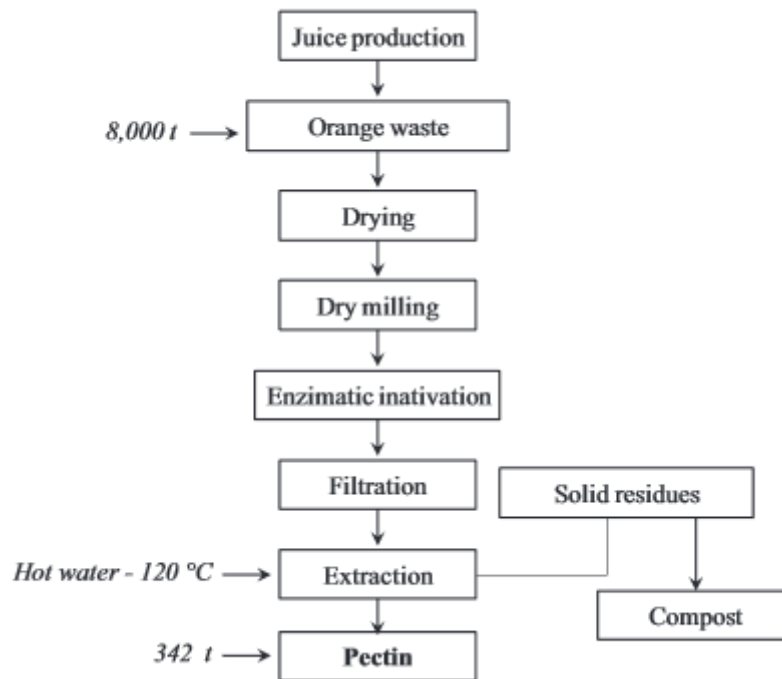 Juice production
8,000 t
Orange waste
Drying
Dry milling
Enzimatic inativation
Filtration
Solid residues
Hot water - 120 °C
Extraction
Compost
342 t
Pectin